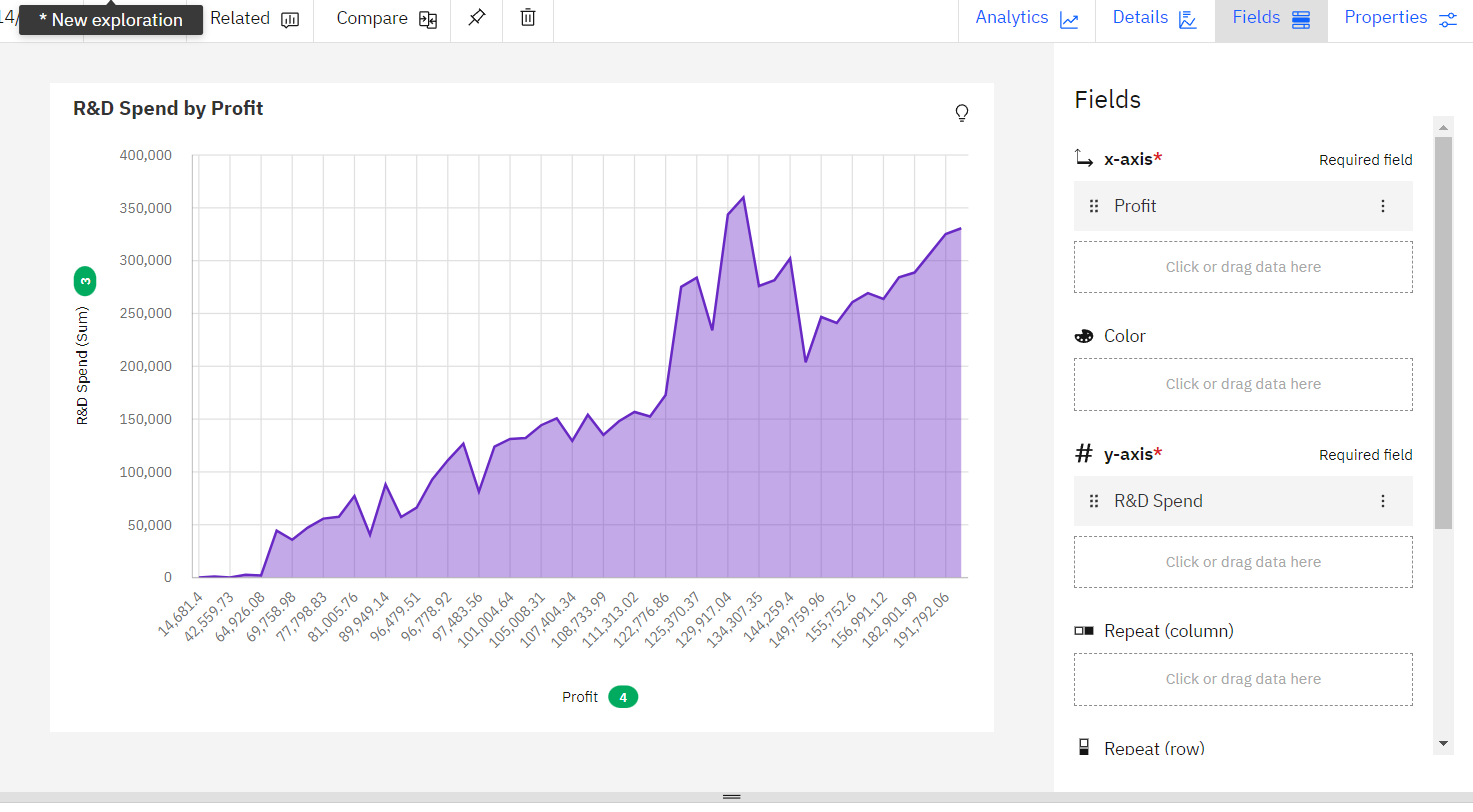 14/
* New exploration
Related
Compare
Analytics
Details
Fields
Properties
R&D Spend by Profit
400,000
350,000
300,000
250,000
200,000
150,000
100,000
50,000
0
3
R&D Spend (Sum)
14,681.4
42,559.73
64,926.08
69,758.98
77,798.83
81,005.76
89,949.14
96,479.51
96,778.92
97,483.56
101,004.64
105,008.31
107,404.34
108,733.99
111,313.02
122,776.86
125,370.37
129,917.04
134,307.35
144,259.4
149,759.96
155,752.6
156,991.12
182,901.99
191,792.06
Profit
4
Fields
x-axis* Required field
Profit
Click or drag data here
Color
Click or drag data here
# y-axis* Required field
R&D Spend
Click or drag data here
Repeat (column)
Click or drag data here
Repeat (row)